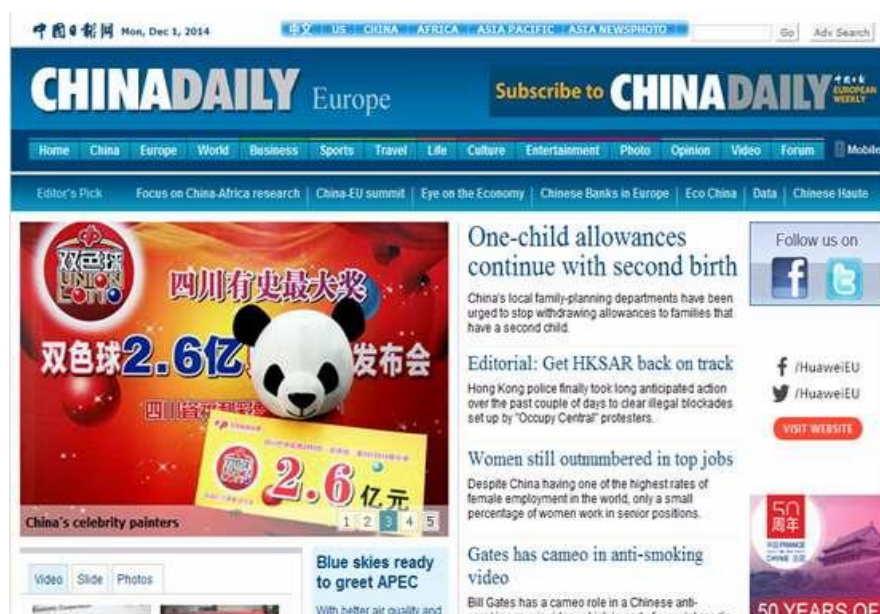 中国日报网 Mon, Dec 1, 2014
中文 US CHINA AFRICA ASIA PACIFIC ASIA NEWSPHOTO
Go Adv Search
CHINADAILY Europe
Subscribe to CHINADAILY 中国日报 EUROPEAN WEEKLY
Home China Europe World Business Sports Travel Life Culture Entertainment Photo Opinion Video Forum Mobile
Editor's Pick Focus on China-Africa research China-EU summit Eye on the Economy Chinese Banks in Europe Eco China Data Chinese Haute
中
双色球
UNION
LOTTO
四川有史最大奖
双色球2.6亿
发布会
四川省
2.6亿元
China's celebrity painters
1 2 3 4 5
Video Slide Photos
Blue skies ready
to greet APEC
With better air quality and
One-child allowances
continue with second birth
China's local family-planning departments have been
urged to stop withdrawing allowances to families that
have a second child.
Editorial: Get HKSAR back on track
Hong Kong police finally took long anticipated action
over the past couple of days to clear illegal blockades
set up by "Occupy Central" protesters.
Women still outnumbered in top jobs
Despite China having one of the highest rates of
female employment in the world, only a small
percentage of women work in senior positions.
Gates has cameo in anti-smoking
video
Bill Gates has a cameo role in a Chinese anti-
Follow us on
f t
f /HuaweiEU
/HuaweiEU
VISIT WEBSITE
50
周年
FRANCE
CHINE
50 YEARS OF